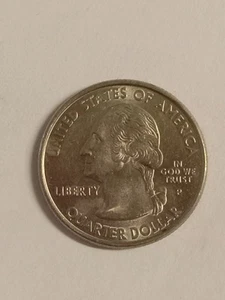 UNITED STATES OF AMERICA
LIBERTY
IN
GOD WE
TRUST
P
QUARTER DOLLAR